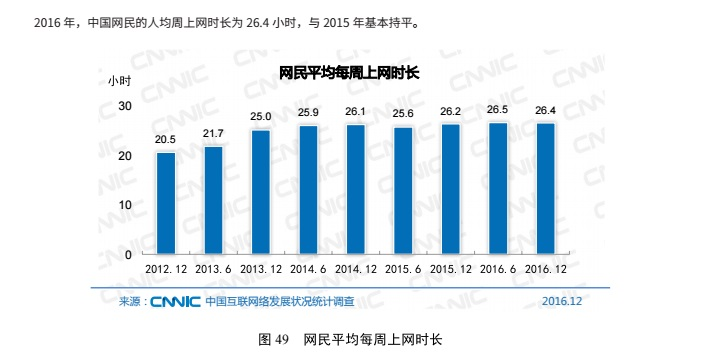 2016 年，中国网民的人均周上网时长为 26.4 小时，与 2015 年基本持平。
网民平均每周上网时长
小时
30
20
10
0
20.5 21.7 25.0 25.9 26.1 25.6 26.2 26.5 26.4
2012. 12 2013. 6 2013. 12 2014. 6 2014. 12 2015. 6 2015. 12 2016. 6 2016. 12
来源：CNNIC 中国互联网络发展状况统计调查 2016.12
图 49 网民平均每周上网时长